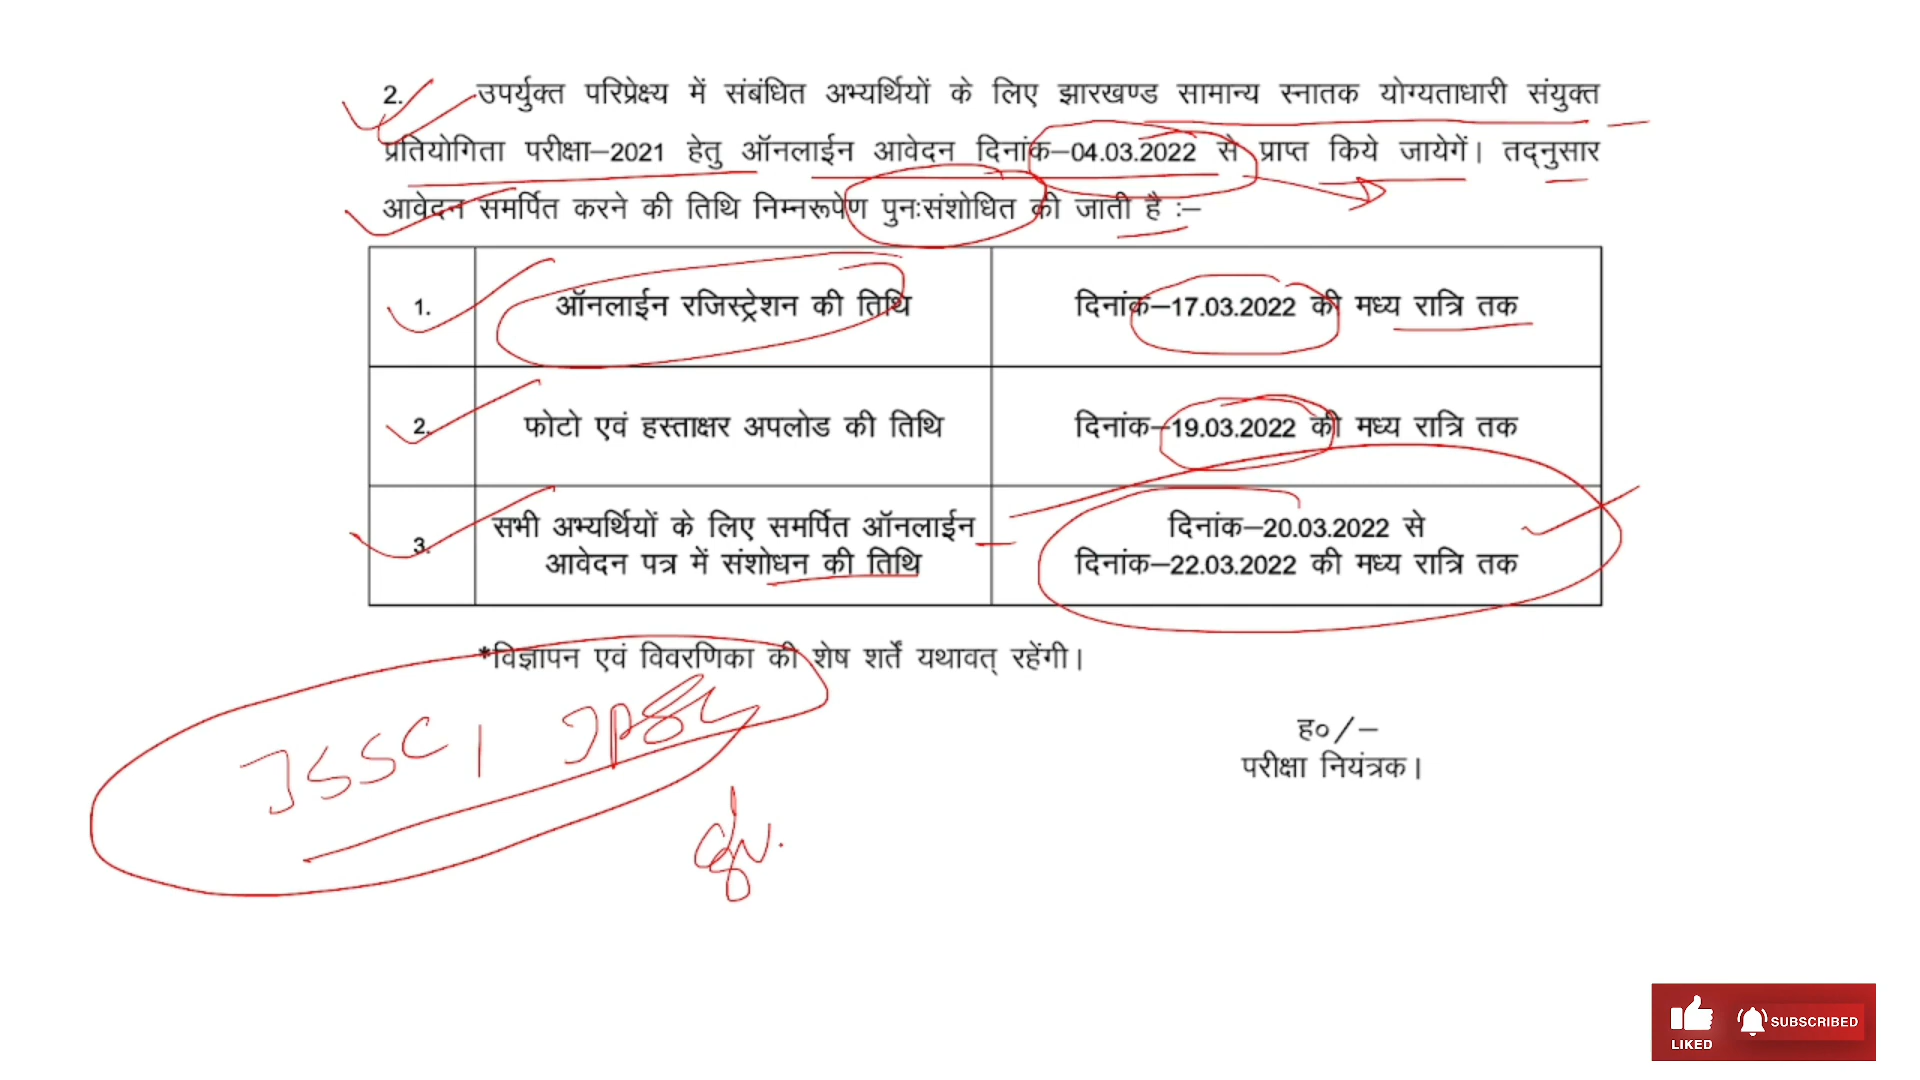 2. उपर्युक्त परिप्रेक्ष्य में संबंधित अभ्यर्थियों के लिए झारखण्ड सामान्य स्नातक योग्यताधारी संयुक्त
प्रतियोगिता परीक्षा–2021 हेतु ऑनलाईन आवेदन दिनांक–04.03.2022 से प्राप्त किये जायेगें। तद्नुसार
आवेदन समर्पित करने की तिथि निम्नरूपेण पुनःसंशोधित की जाती है :–
1. ऑनलाईन रजिस्ट्रेशन की तिथि दिनांक–17.03.2022 की मध्य रात्रि तक
2. फोटो एवं हस्ताक्षर अपलोड की तिथि दिनांक–19.03.2022 की मध्य रात्रि तक
3. सभी अभ्यर्थियों के लिए समर्पित ऑनलाईन
आवेदन पत्र में संशोधन की तिथि
दिनांक–20.03.2022 से
दिनांक–22.03.2022 की मध्य रात्रि तक
*विज्ञापन एवं विवरणिका की शेष शर्तें यथावत् रहेंगी।
JSSC | JPSC
ह०/–
परीक्षा नियंत्रक।
LIKED
SUBSCRIBED